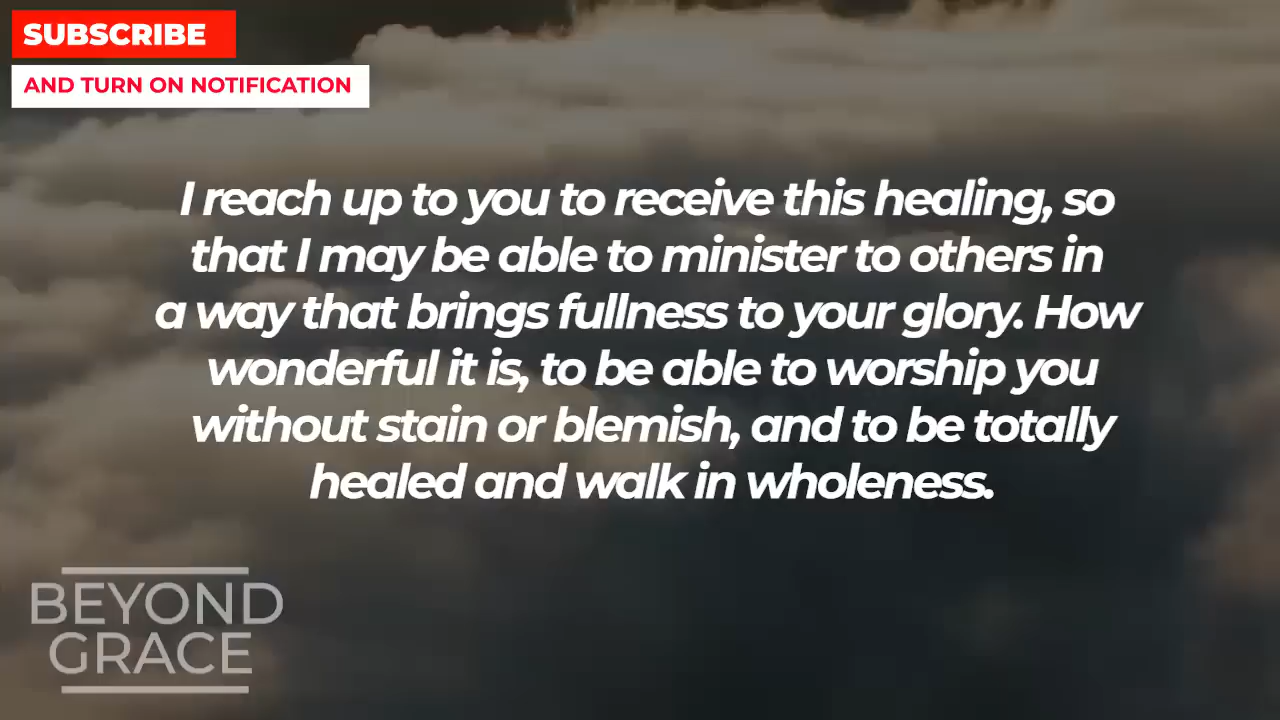 SUBSCRIBE
AND TURN ON NOTIFICATION
I reach up to you to receive this healing, so
that I may be able to minister to others in
a way that brings fullness to your glory. How
wonderful it is, to be able to worship you
without stain or blemish, and to be totally
healed and walk in wholeness.
BEYOND
GRACE